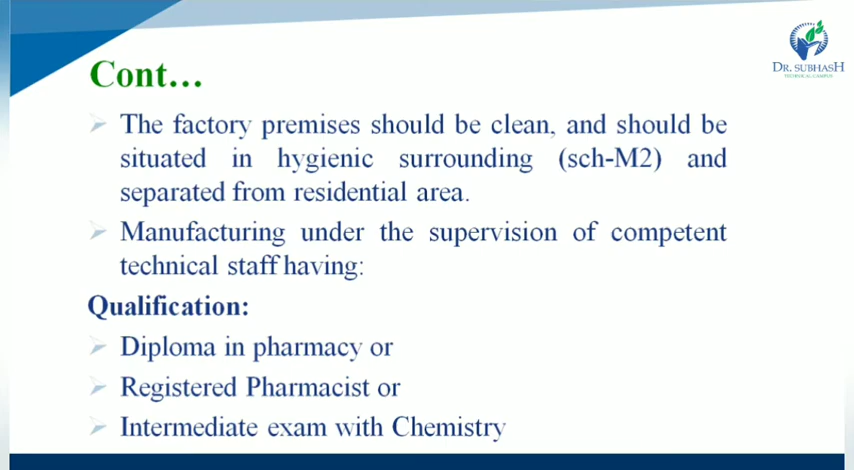 DR. SUBHASH
TECHNICAL CAMPUS
Cont…
The factory premises should be clean, and should be
situated in hygienic surrounding (sch-M2) and
separated from residential area.
Manufacturing under the supervision of competent
technical staff having:
Qualification:
Diploma in pharmacy or
Registered Pharmacist or
Intermediate exam with Chemistry